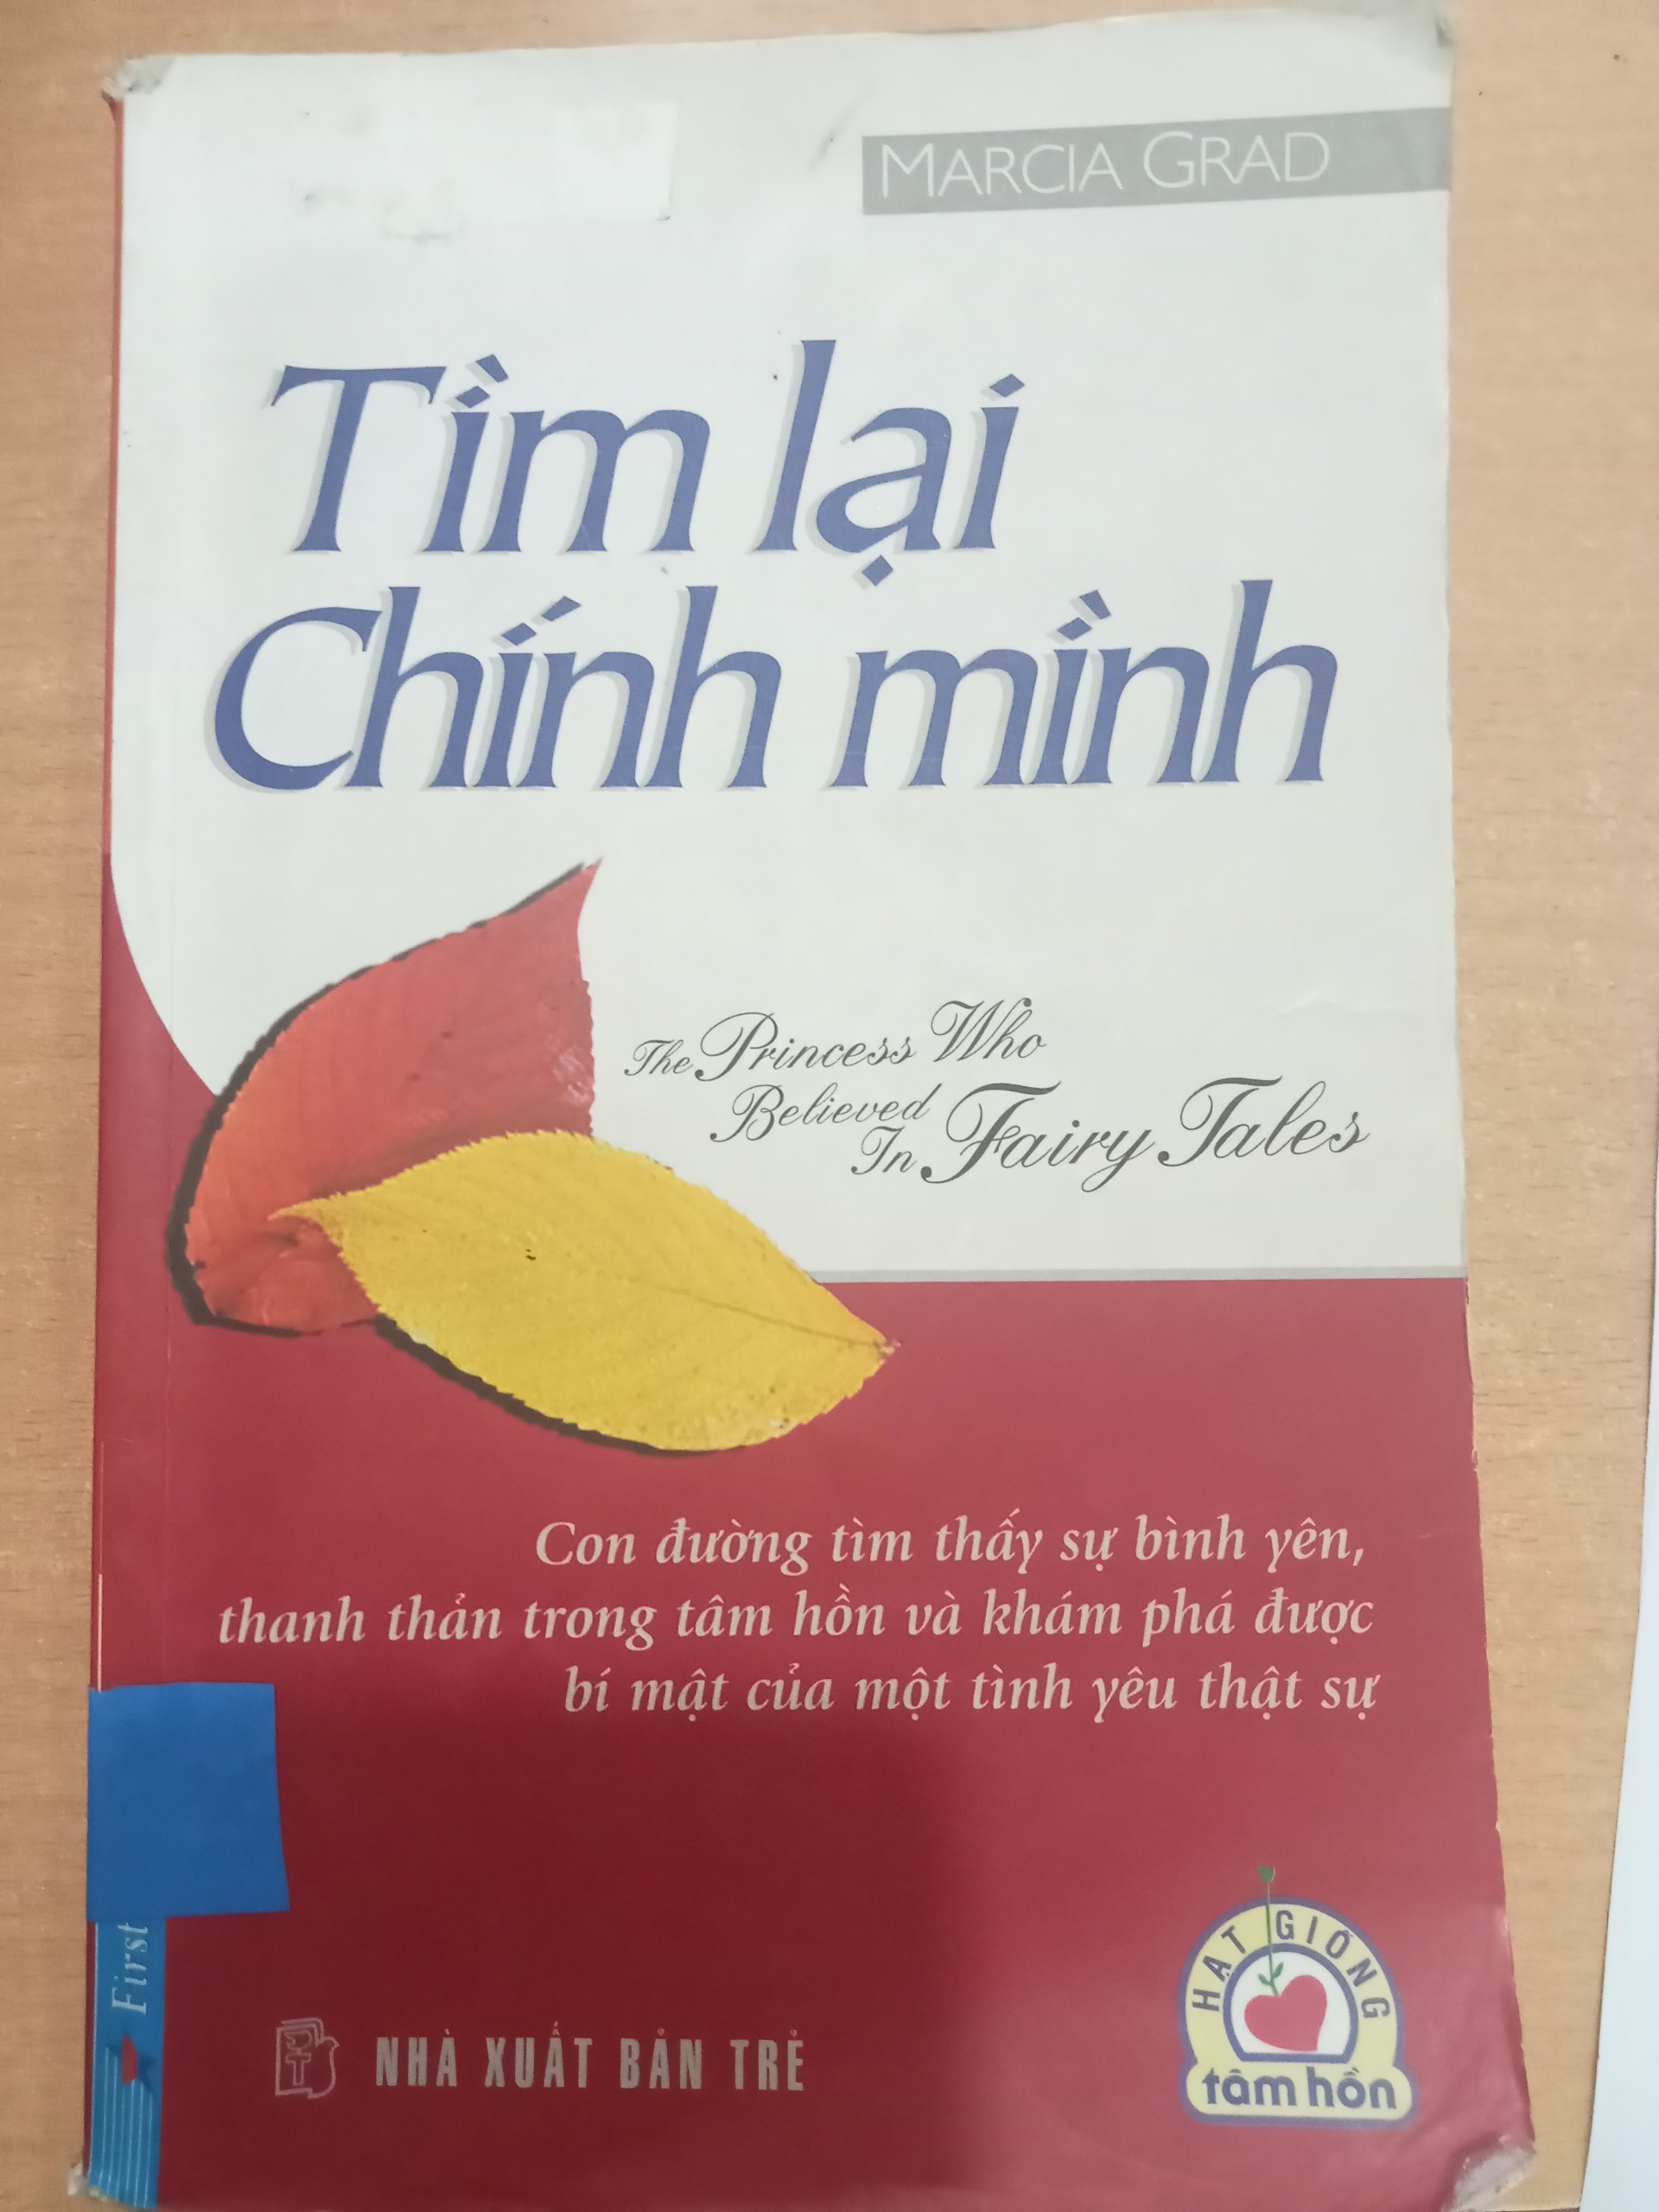 MARCIA GRAD
Tìm lại
Chính mình
The Princess Who
Believed
In Fairy Tales
Con đường tìm thấy sự bình yên,
thanh thản trong tâm hồn và khám phá được
bí mật của một tình yêu thật sự
First
NHÀ XUẤT BẢN TRẺ
HẠT GIỐNG
tâm hồn